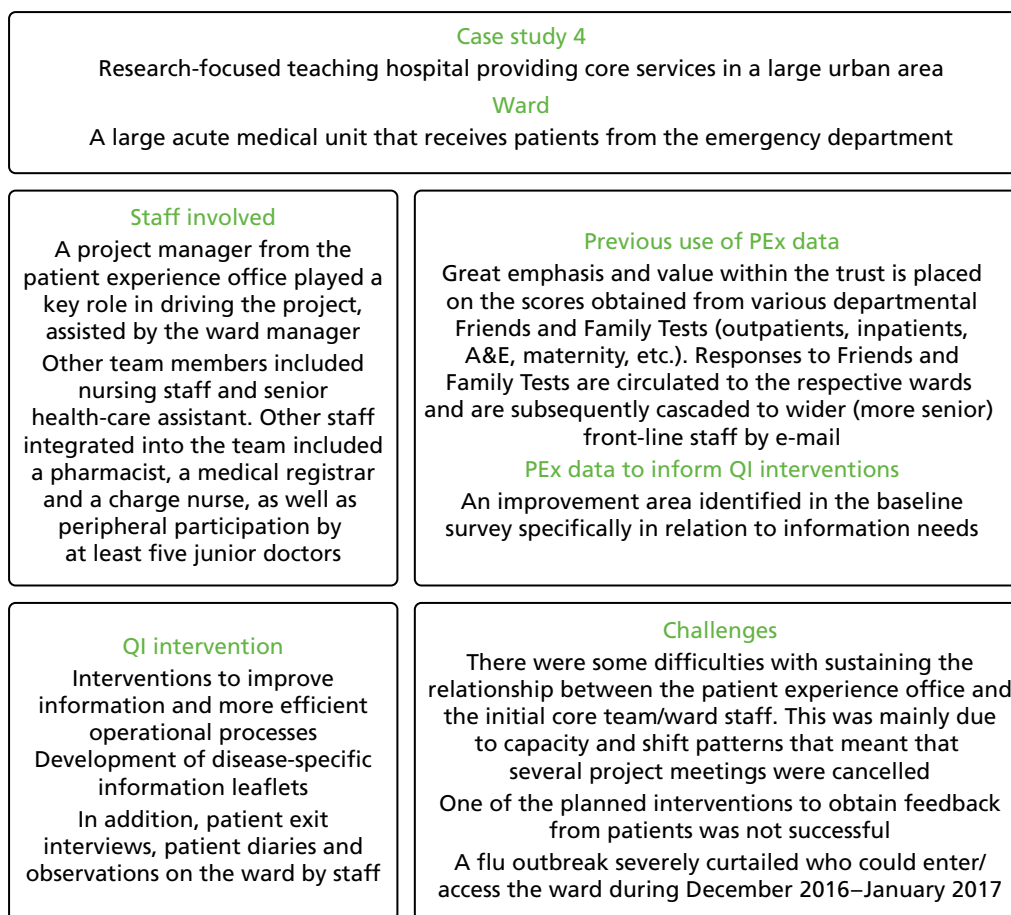 Case study 4
Research-focused teaching hospital providing core services in a large urban area
Ward
A large acute medical unit that receives patients from the emergency department
Staff involved
A project manager from the
patient experience office played a
key role in driving the project,
assisted by the ward manager
Other team members included
nursing staff and senior
health-care assistant. Other staff
integrated into the team included
a pharmacist, a medical registrar
and a charge nurse, as well as
peripheral participation by
at least five junior doctors
Previous use of PEx data
Great emphasis and value within the trust is placed
on the scores obtained from various departmental
Friends and Family Tests (outpatients, inpatients,
A&E, maternity, etc.). Responses to Friends and
Family Tests are circulated to the respective wards
and are subsequently cascaded to wider (more senior)
front-line staff by e-mail
PEx data to inform QI interventions
An improvement area identified in the baseline
survey specifically in relation to information needs
QI intervention
Interventions to improve
information and more efficient
operational processes
Development of disease-specific
information leaflets
In addition, patient exit
interviews, patient diaries and
observations on the ward by staff
Challenges
There were some difficulties with sustaining the
relationship between the patient experience office and
the initial core team/ward staff. This was mainly due
to capacity and shift patterns that meant that
several project meetings were cancelled
One of the planned interventions to obtain feedback
from patients was not successful
A flu outbreak severely curtailed who could enter/
access the ward during December 2016–January 2017